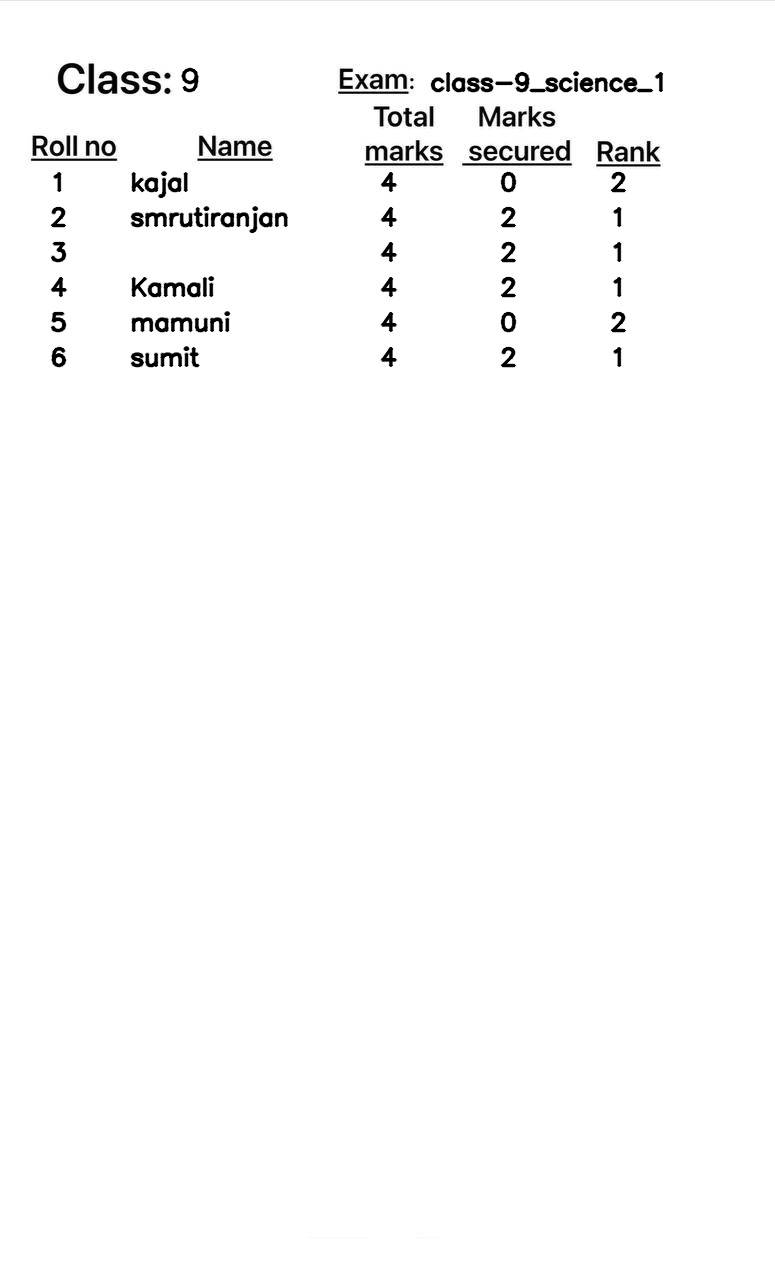 Class: 9 Exam: class-9_science_1
Total Marks
Roll no Name marks secured Rank
1 kajal 4 0 2
2 smrutiranjan 4 2 1
3 4 2 1
4 Kamali 4 2 1
5 mamuni 4 0 2
6 sumit 4 2 1